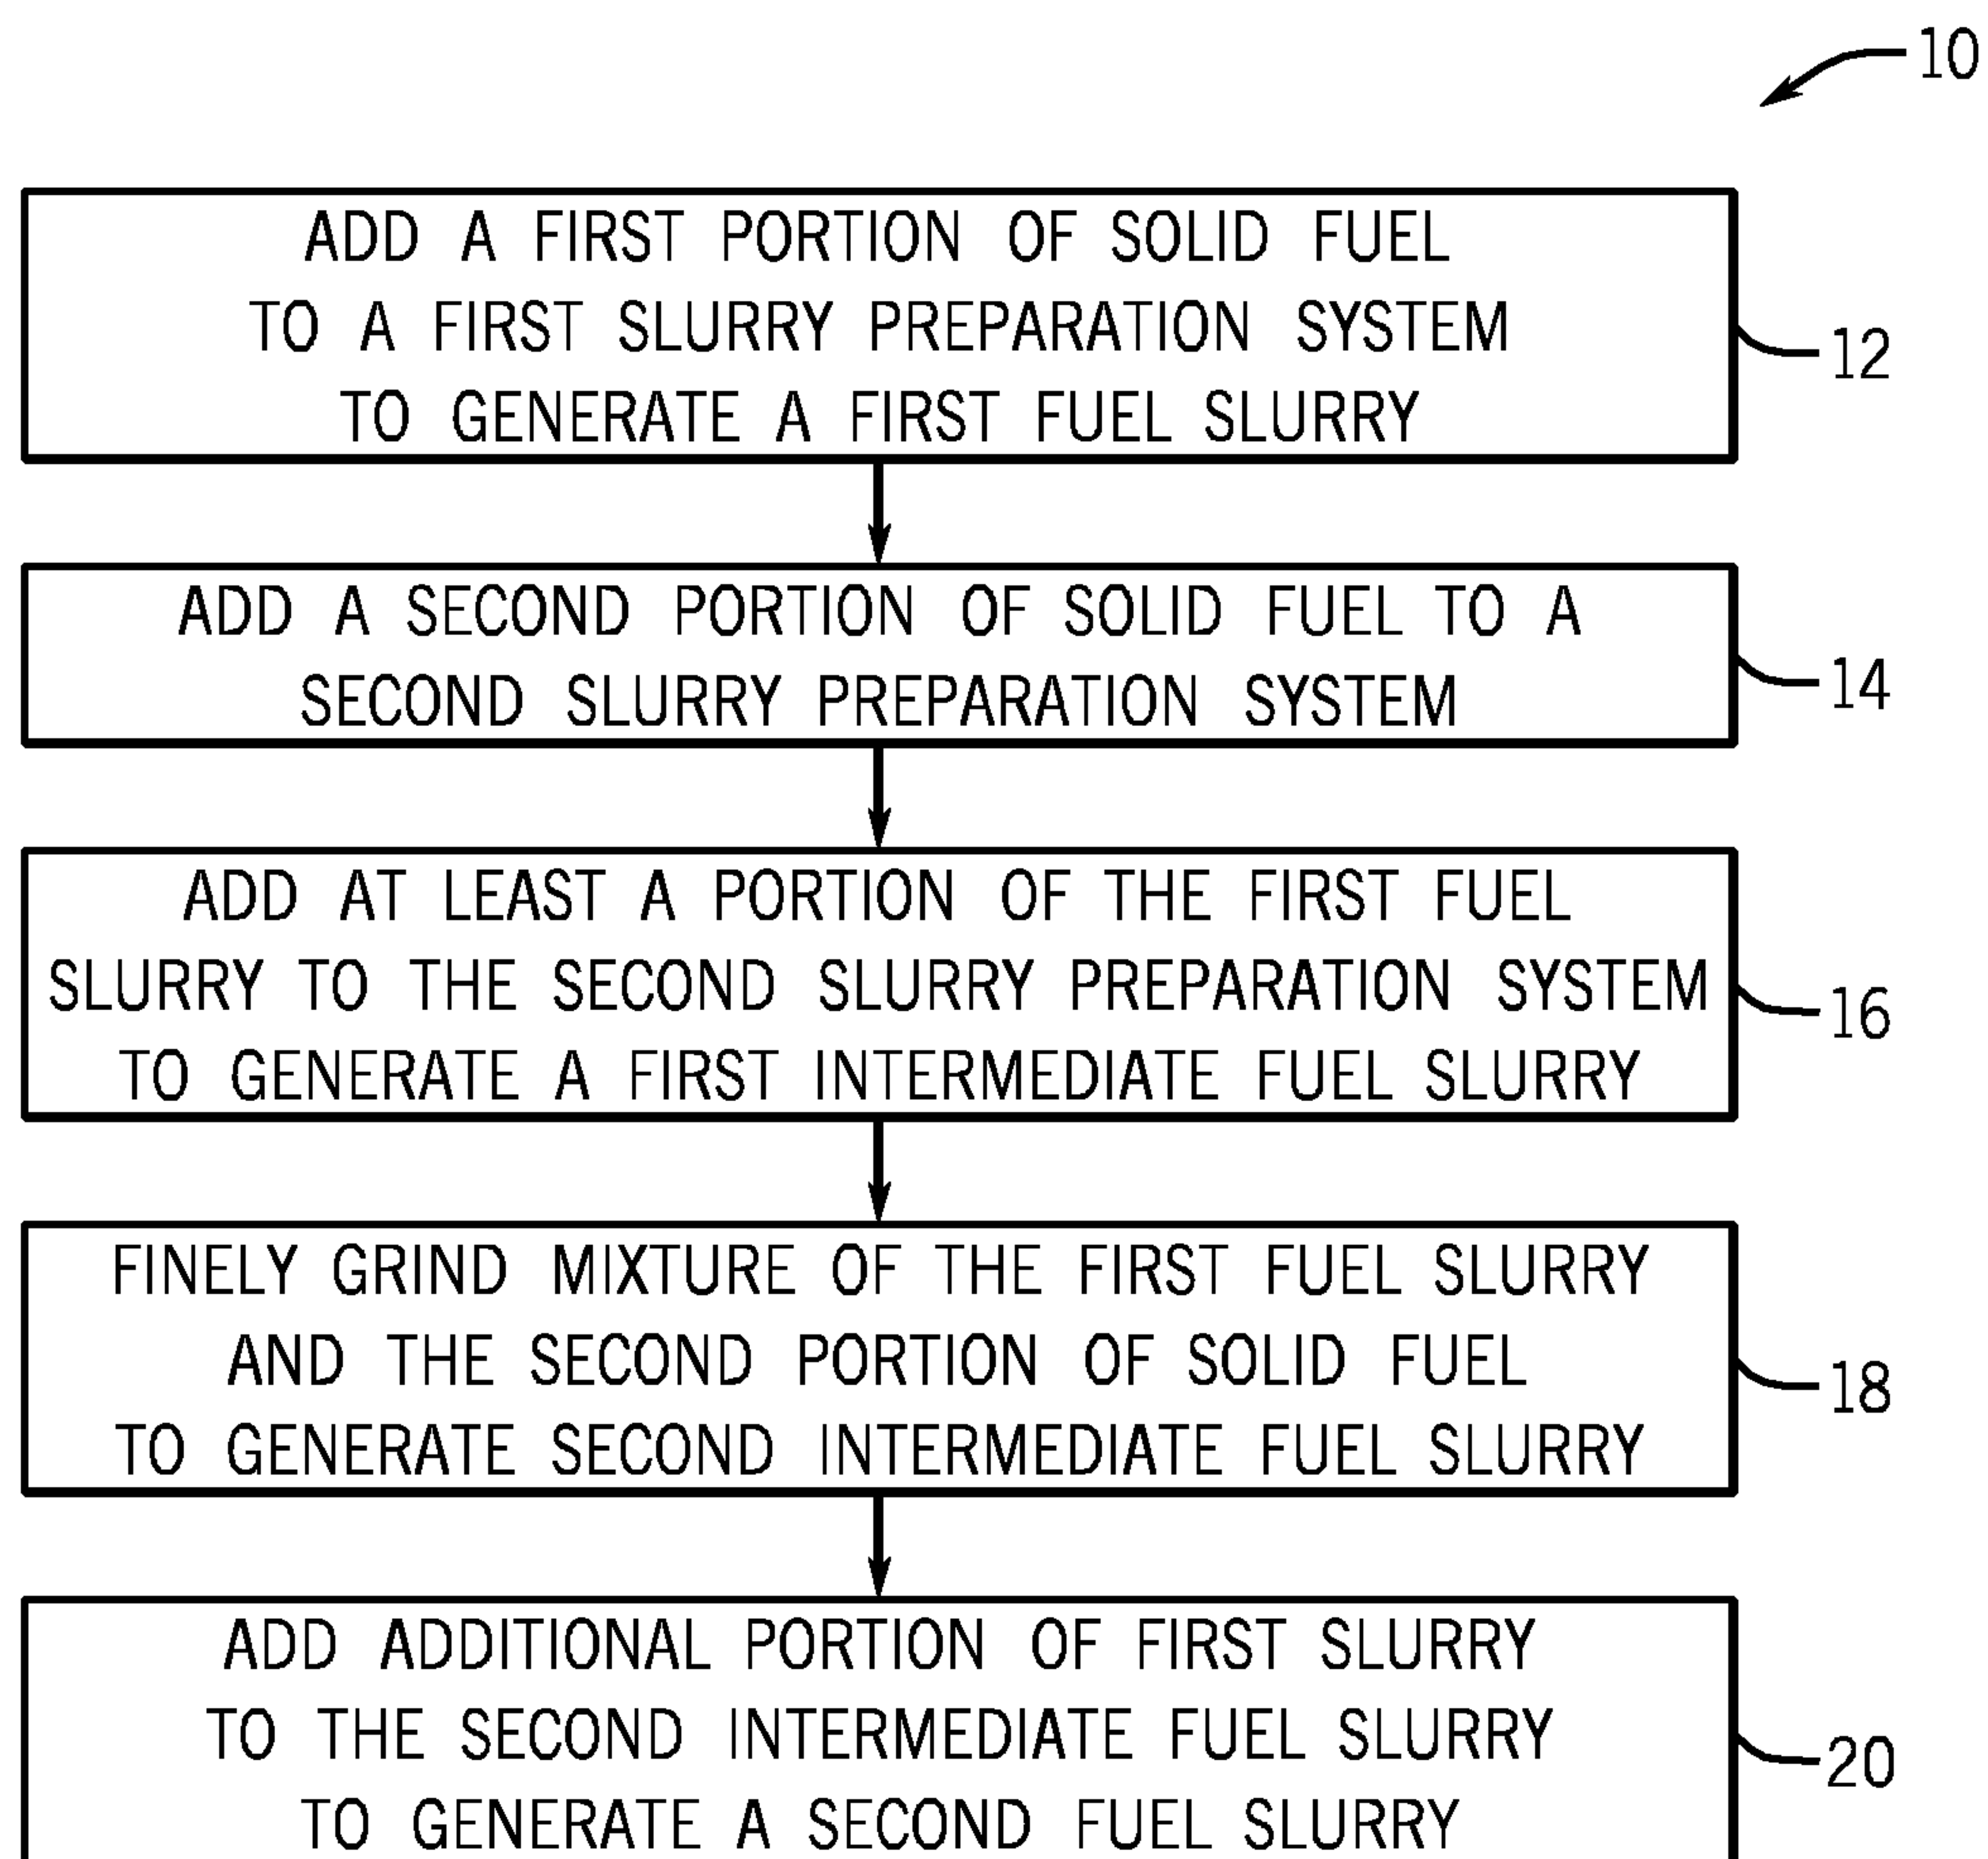 10
ADD A FIRST PORTION OF SOLID FUEL
TO A FIRST SLURRY PREPARATION SYSTEM
TO GENERATE A FIRST FUEL SLURRY
12
ADD A SECOND PORTION OF SOLID FUEL TO A
SECOND SLURRY PREPARATION SYSTEM
14
ADD AT LEAST A PORTION OF THE FIRST FUEL
SLURRY TO THE SECOND SLURRY PREPARATION SYSTEM
TO GENERATE A FIRST INTERMEDIATE FUEL SLURRY
16
FINELY GRIND MIXTURE OF THE FIRST FUEL SLURRY
AND THE SECOND PORTION OF SOLID FUEL
TO GENERATE SECOND INTERMEDIATE FUEL SLURRY
18
ADD ADDITIONAL PORTION OF FIRST SLURRY
TO THE SECOND INTERMEDIATE FUEL SLURRY
TO GENERATE A SECOND FUEL SLURRY
20